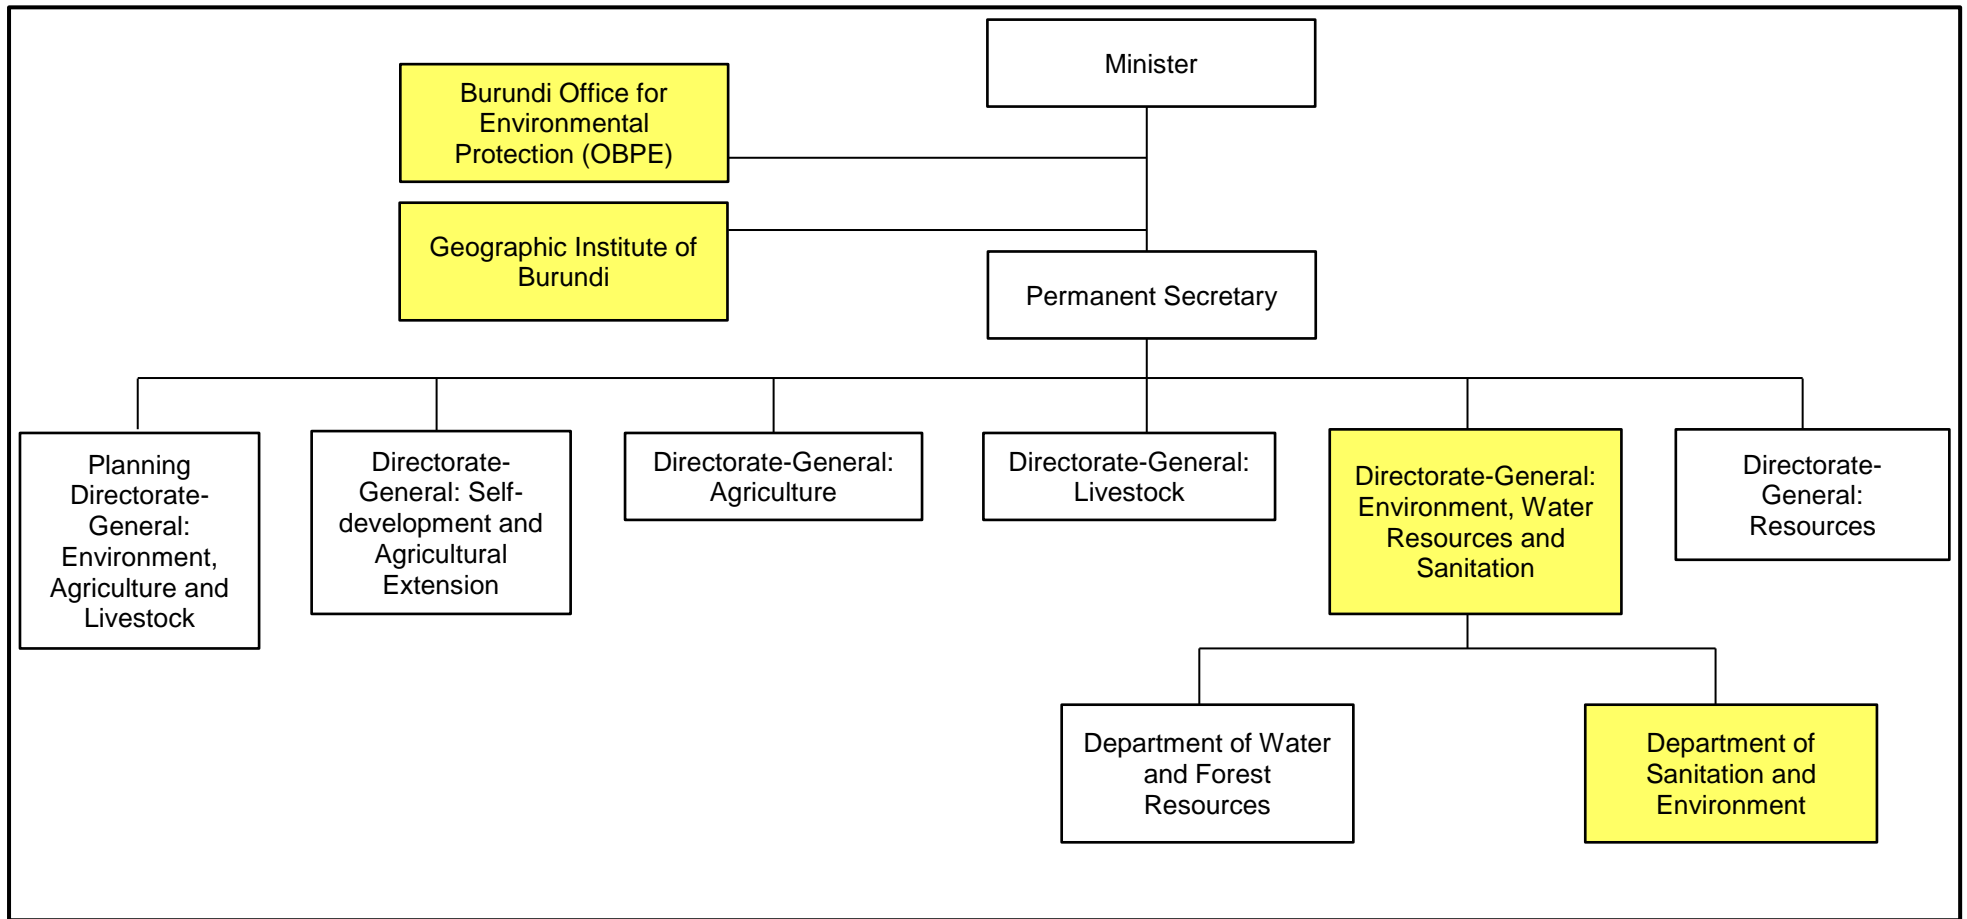 Minister
Burundi Office for
Environmental
Protection (OBPE)
Geographic Institute of
Burundi
Permanent Secretary
Planning
Directorate-
General:
Environment,
Agriculture and
Livestock
Directorate-
General: Self-
development and
Agricultural
Extension
Directorate-General:
Agriculture
Directorate-General:
Livestock
Directorate-General:
Environment, Water
Resources and
Sanitation
Directorate-
General:
Resources
Department of Water
and Forest
Resources
Department of
Sanitation and
Environment